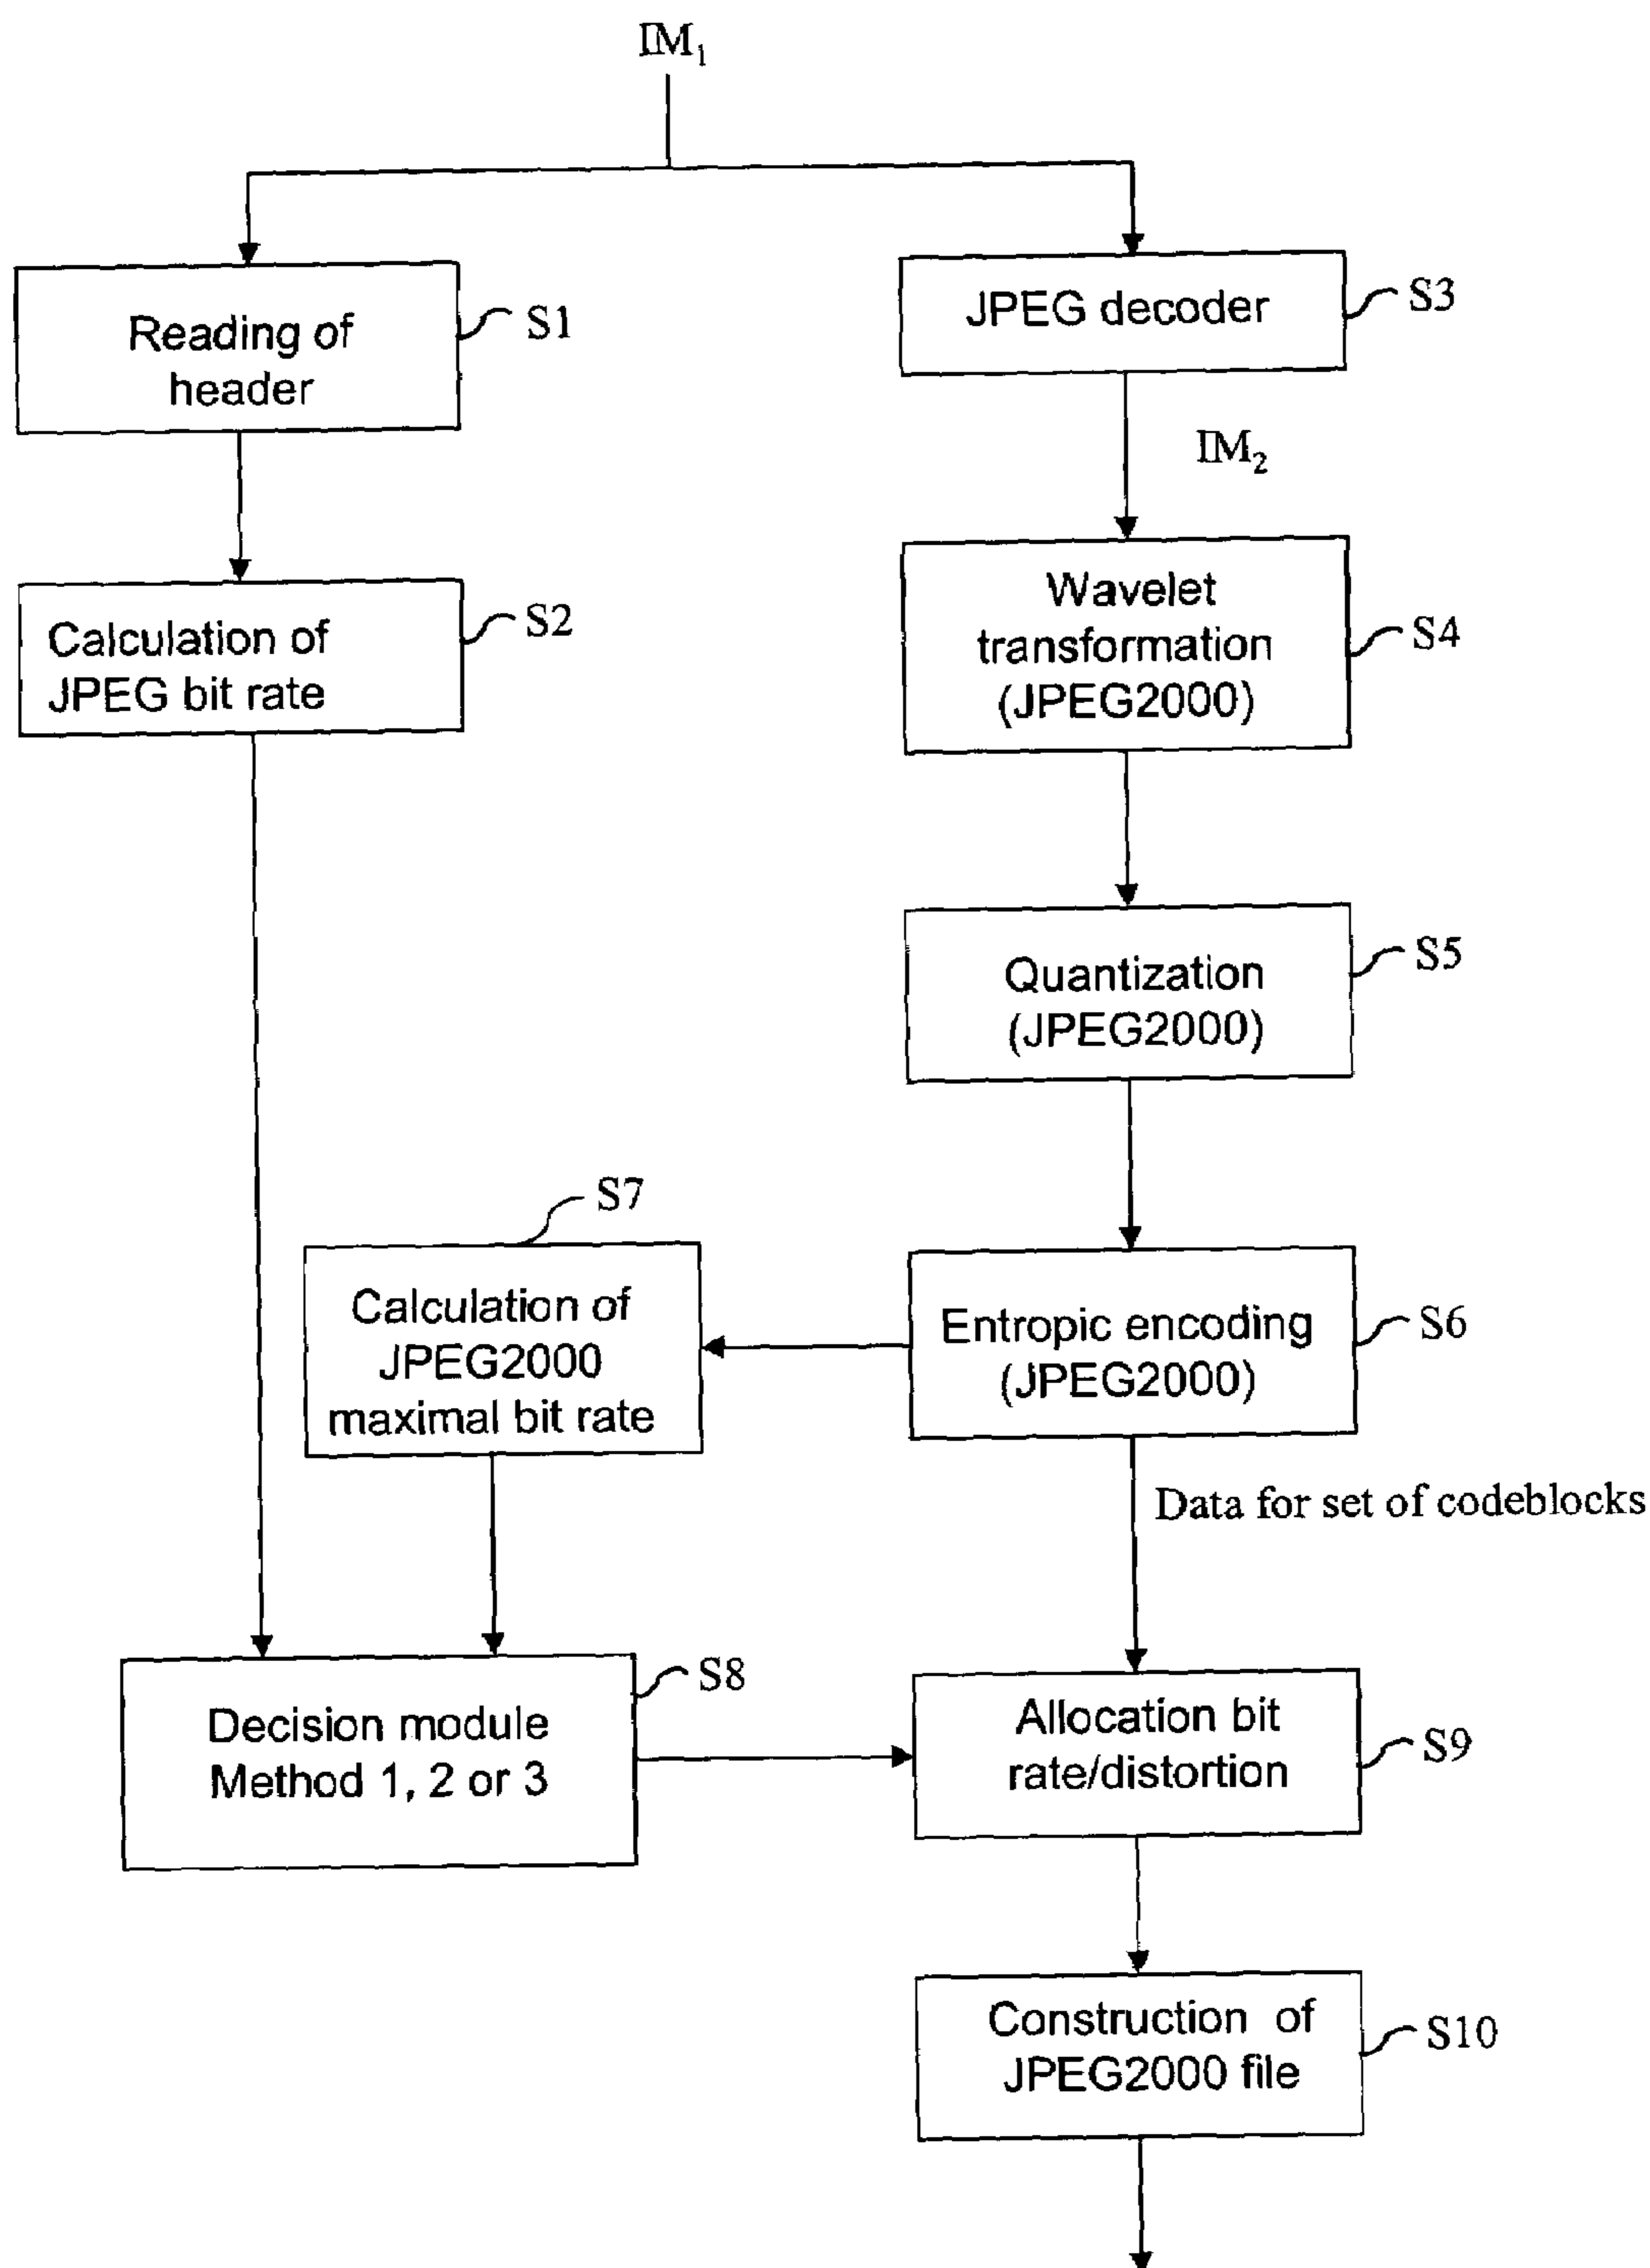 IM₁
Reading of
header
S1
JPEG decoder
S3
IM₂
Calculation of
JPEG bit rate
S2
Wavelet
transformation
(JPEG2000)
S4
Quantization
(JPEG2000)
S5
S7
Calculation of
JPEG2000
maximal bit rate
Entropic encoding
(JPEG2000)
S6
Data for set of codeblocks
Decision module
Method 1, 2 or 3
S8
Allocation bit
rate/distortion
S9
Construction of
JPEG2000 file
S10